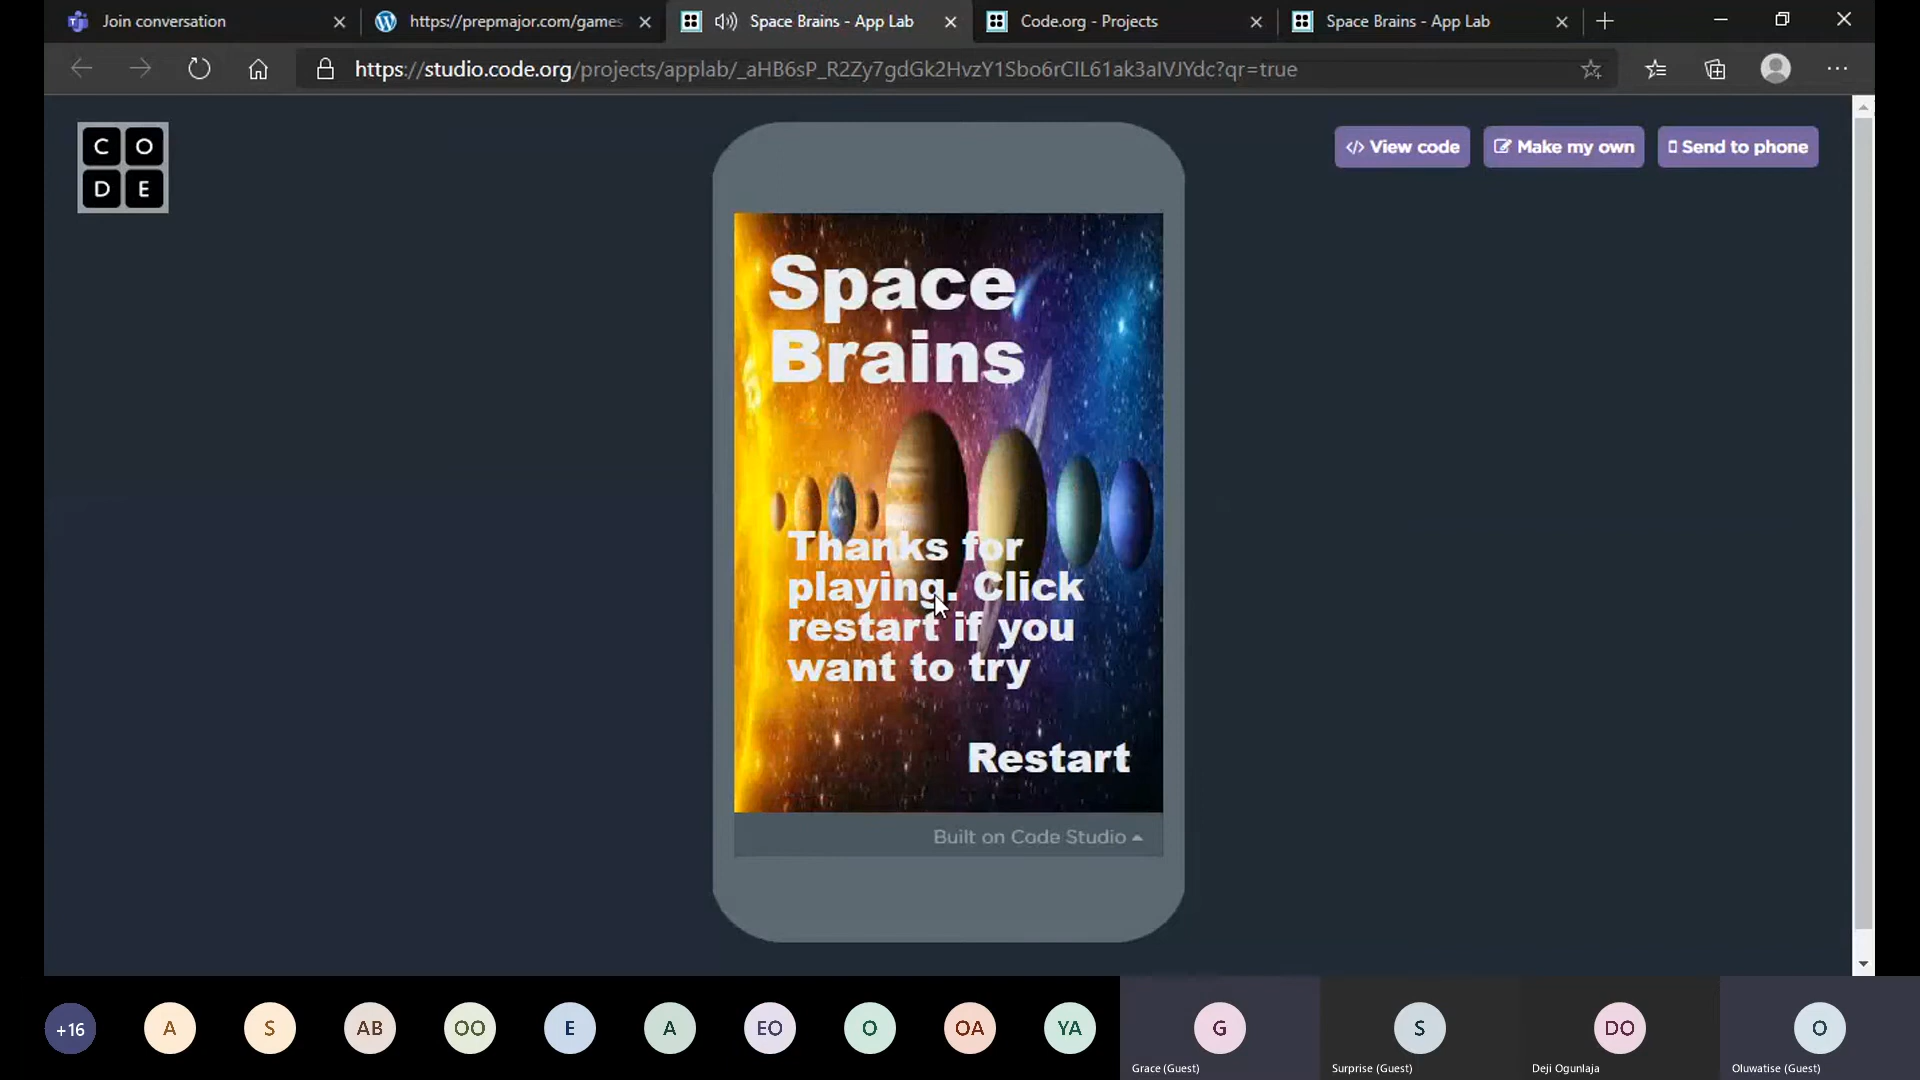 Join conversation
https://prepmajor.com/games
Space Brains - App Lab
Code.org - Projects
Space Brains - App Lab
https://studio.code.org/projects/applab/_aHB6sP_R2Zy7gdGk2HvzY1Sbo6rCIL61ak3aIVJYdc?qr=true
C O
D E
</> View code
Make my own
Send to phone
Space
Brains
Thanks for
playing. Click
restart if you
want to try
Restart
Built on Code Studio
+16
A
S
AB
OO
E
A
EO
O
OA
YA
G
S
DO
O
Grace (Guest)
Surprise (Guest)
Deji Ogunlaja
Oluwatise (Guest)